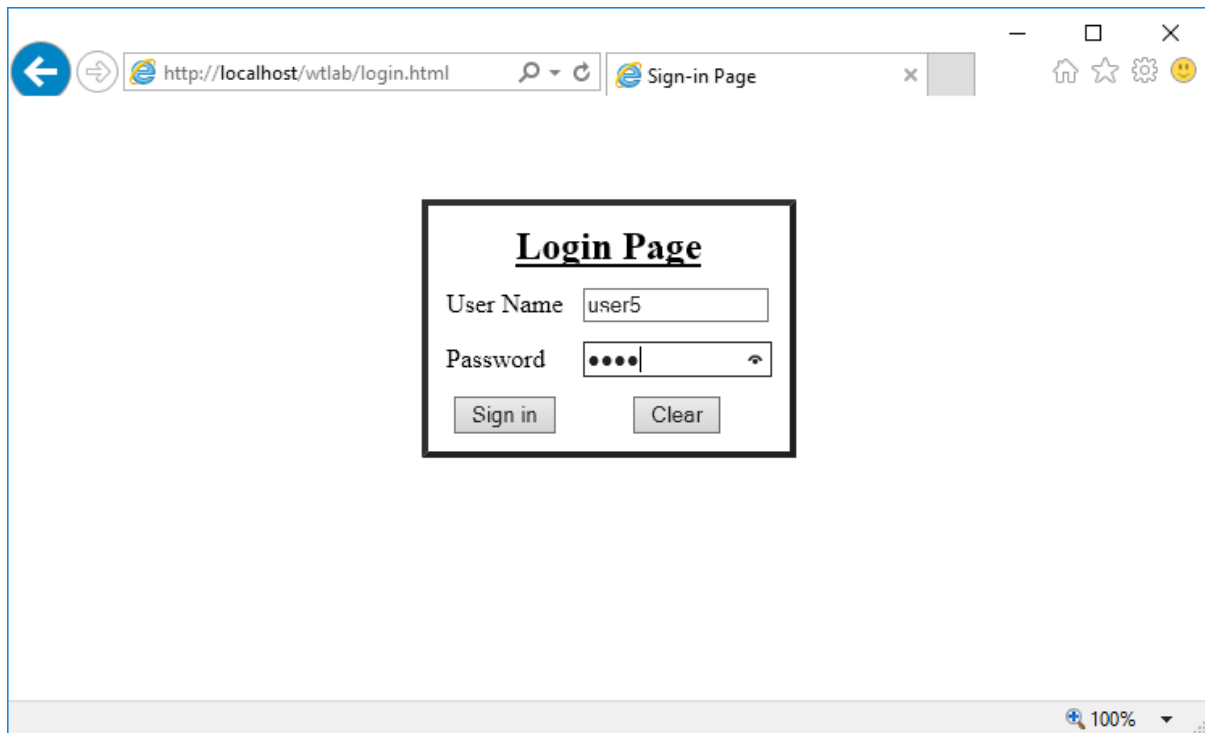 http://localhost/wtlab/login.html
Sign-in Page
Login Page
User Name user5
Password ••••
Sign in Clear
100%